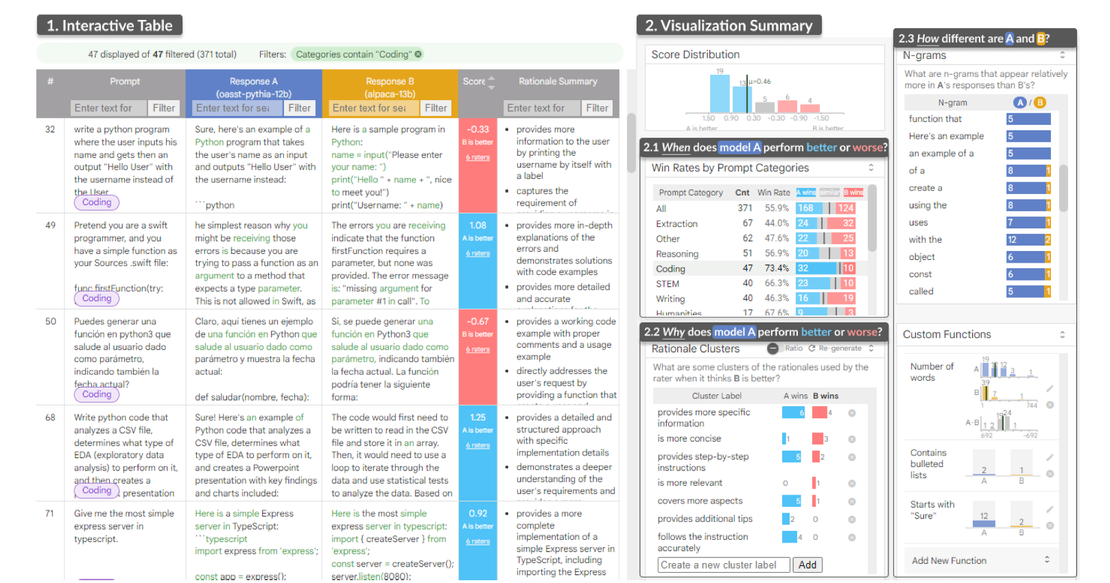 1. Interactive Table
47 displayed of 47 filtered (371 total) Filters: Categories contain "Coding"
# Prompt Response A Response B Score Rationale Summary
(oasst-pythia-12b) (alpaca-13b)
Enter text for Filter Enter text for sea Filter Enter text for sea Filter Enter text for Filter
32
write a python program
where the user inputs his
name and gets then an
output "Hello User" with
the username instead of
the User
Coding
Sure, here's an example of a
Python program that takes
the user's name as an input
and outputs "Hello User" with
the username instead:
```python
Here is a sample program in
Python:
name = input("Please enter
your name: ")
print("Hello " + name + ", nice
to meet you!")
print("Username: " + name)
-0.33
B is better
6 raters
provides more
information to the user
by printing the
username by itself with
a label
captures the
requirement of
49
Pretend you are a swift
programmer, and you
have a simple function as
your Sources .swift file:
func firstFunction(try:
Coding
he simplest reason why you
might be receiving those
errors is because you are
trying to pass a function as an
argument to a method that
expects a type parameter.
This is not allowed in Swift, as
The errors you are receiving
indicate that the function
firstFunction requires a
parameter, but none was
provided. The error message
is: "missing argument for
parameter #1 in call". To
1.08
A is better
6 raters
provides more in-depth
explanations of the
errors and
demonstrates solutions
with code examples
provides more detailed
and accurate
50
Puedes generar una
función en python3 que
salude al usuario dado
como parámetro,
indicando también la
fecha actual?
Coding
Claro, aqui tienes un ejemplo
de una función en Python que
salude al usuario dado como
parámetro y muestra la fecha
actual:
def saludar(nombre, fecha):
Si, se puede generar una
función en Python3 que
salude al usuario dado como
parámetro, indicando también
la fecha actual. La función
podría tener la siguiente
forma:
-0.67
B is better
6 raters
provides a working code
example with proper
comments and a usage
example
directly addresses the
user's request by
providing a function that
68
Write python code that
analyzes a CSV file,
determines what type of
EDA (exploratory data
analysis) to perform on it,
and then creates a
Coding presentation
Sure! Here's an example of
Python code that analyzes a
CSV file, determines what
type of EDA to perform on it,
and creates a Powerpoint
presentation with key findings
and charts included:
The code would first need to
be written to read in the CSV
file and store it in an array.
Then, it would need to use a
loop to iterate through the
data and use statistical tests
to analyze the data. Based on
1.25
A is better
6 raters
provides a detailed and
structured approach
with specific
implementation details
demonstrates a deeper
understanding of the
user's requirements and
71
Give me the most simple
express server in
typescript.
Here is a simple Express
server in TypeScript:
```typescript
import express from 'express';
const app = express();
Here is the most simple
express server in typescript:
import { createServer } from
'express';
const server = createServer();
server.listen(8080);
0.92
A is better
6 raters
provides a more
complete
implementation of a
simple Express server in
TypeScript, including
importing the Express
2. Visualization Summary
Score Distribution
19
μ=0.46
5
6
4
1.50 0.90 0.30 -0.30 -0.90 -1.50
A is better B is better
2.1 When does model A perform better or worse?
Win Rates by Prompt Categories
Prompt Category Cnt Win Rate A wins similar B wins
All 371 55.9% 168 124
Extraction 67 44.0% 24 32
Other 62 47.6% 22 25
Reasoning 51 56.9% 20 13
Coding 47 73.4% 32 10
STEM 40 66.3% 23 10
Writing 40 46.3% 16 19
Humanities 17 67.6% 9
2.2 Why does model A perform better or worse?
Rationale Clusters Ratio Re-generate
What are some clusters of the rationales used by the
rater when it thinks B is better?
Cluster Label A wins B wins
provides more specific
information 6 4
is more concise 1 3
provides step-by-step
instructions 5 2
is more relevant 0 1
covers more aspects 5 1
provides additional tips 2 0
follows the instruction
accurately 4 0
Create a new cluster label Add
2.3 How different are A and B?
N-grams
What are n-grams that appear relatively
more in A's responses than B's?
N-gram A / B
function that 5
Here's an example 5
an example of a 5
of a 8 1
create a 8 1
using the 8 1
uses 7 1
with the 12 2
object 6 1
const 6 1
called 5 1
Custom Functions
Number of
words
A 19 12 3 1
B 39 7 1
1 744
A-B 1 2 19 24 1
692 -692
Contains
bulleted
lists
2 1
A B
Starts with
"Sure"
12 2
A B
Add New Function